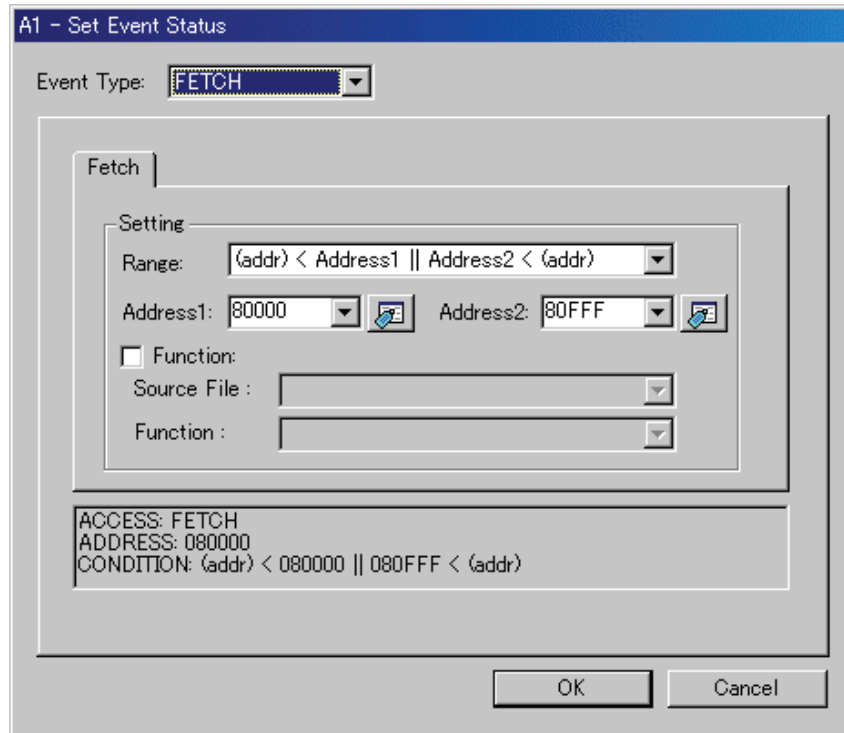 A1 - Set Event Status
Event Type: FETCH
Fetch
Setting
Range: (addr) < Address1 || Address2 < (addr)
Address1: 80000 Address2: 80FFF
Function:
Source File :
Function :
ACCESS: FETCH
ADDRESS: 080000
CONDITION: (addr) < 080000 || 080FFF < (addr)
OK Cancel